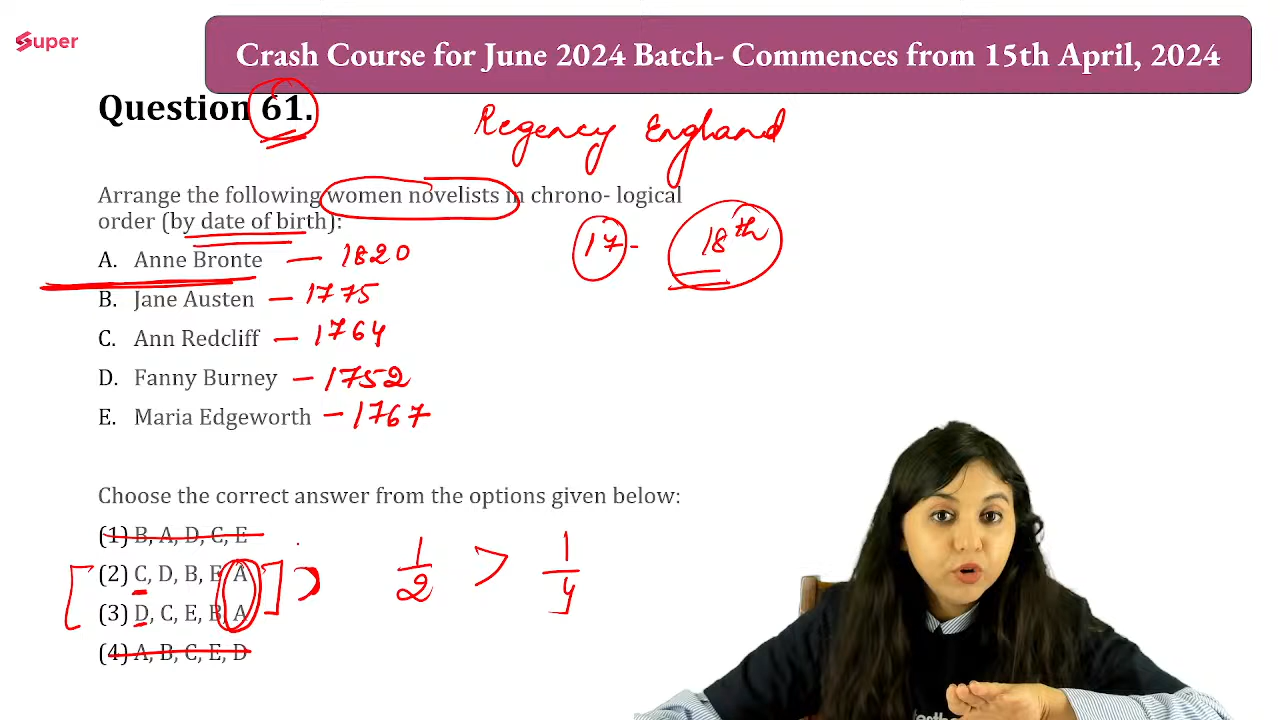 Super
Crash Course for June 2024 Batch- Commences from 15th April, 2024
Question 61.
Regency England
Arrange the following women novelists in chrono- logical
order (by date of birth):
17 - 18th
A. Anne Bronte — 1820
B. Jane Austen — 1775
C. Ann Redcliff — 1764
D. Fanny Burney — 1752
E. Maria Edgeworth — 1767
Choose the correct answer from the options given below:
(1) B, A, D, C, E
(2) C, D, B, E, A
(3) D, C, E, B, A
(4) A, B, C, E, D
1/2 > 1/4